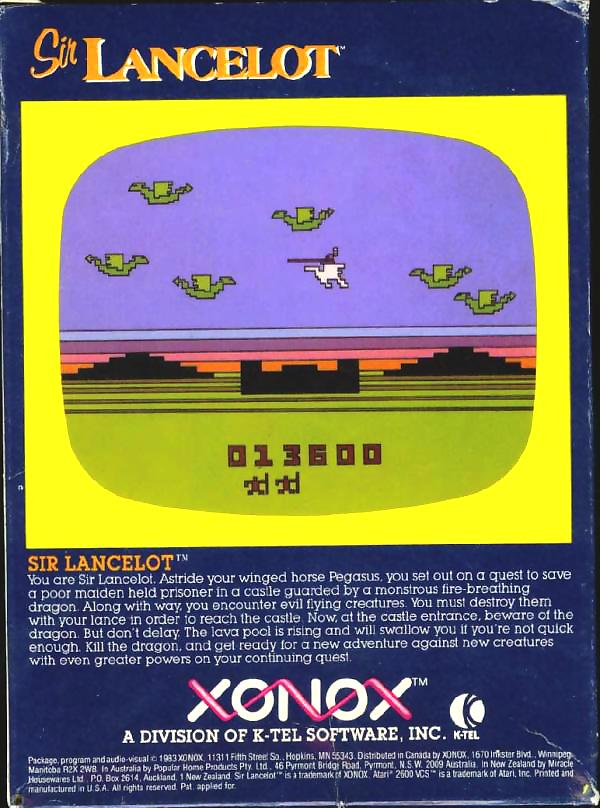 Sir LANCELOT™
013600
SIR LANCELOT™
You are Sir Lancelot. Astride your winged horse Pegasus, you set out on a quest to save
a poor maiden held prisoner in a castle guarded by a monstrous fire-breathing
dragon. Along with way, you encounter evil flying creatures. You must destroy them
with your lance in order to reach the castle. Now, at the castle entrance, beware of the
dragon. But don't delay. The lava pool is rising and will swallow you if you're not quick
enough. Kill the dragon, and get ready for a new adventure against new creatures
with even greater powers on your continuing quest.
XONOX™
A DIVISION OF K-TEL SOFTWARE, INC. K-TEL
Package, program and audio-visual © 1983 XONOX, 11311 Fifth Street So., Hopkins, MN 55343. Distributed in Canada by XONOX, 1670 Inkster Blvd., Winnipeg,
Manitoba R2X 2W8. In Australia by Popular Home Products Pty. Ltd., 46 Pyrmont Bridge Road, Pyrmont, N.S.W. 2009 Australia. In New Zealand by Miracle
Housewares Ltd., P.O. Box 2614, Auckland, 1 New Zealand. Sir Lancelot™ is a trademark of XONOX. Atari® 2600 VCS™ is a trademark of Atari, Inc. Printed and
manufactured in U.S.A. All rights reserved. Pat. applied for.